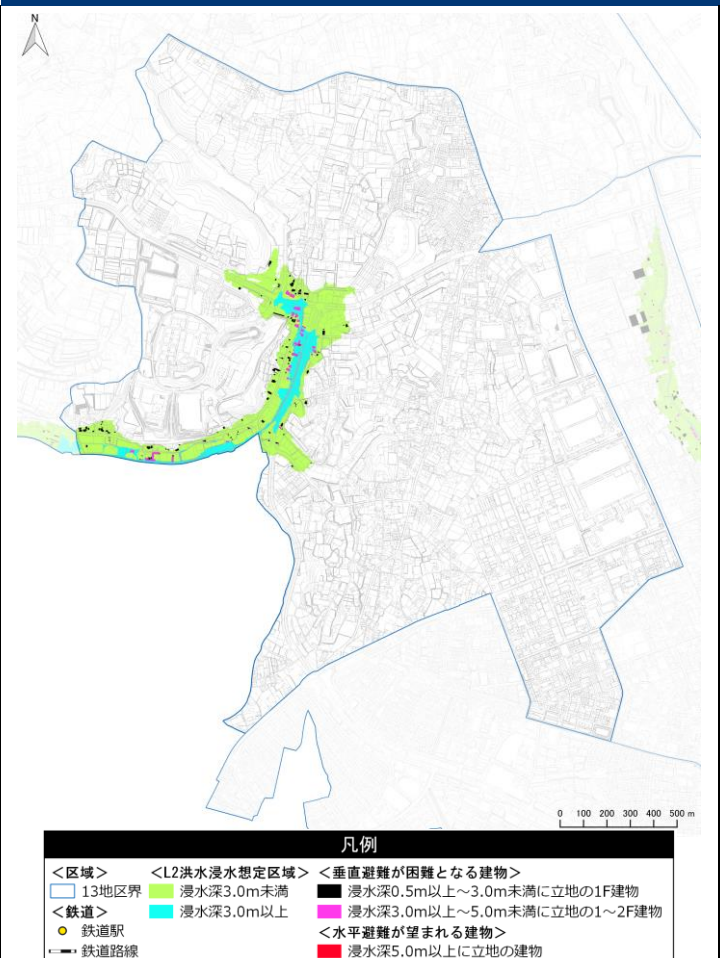 N
0 100 200 300 400 500 m
凡例
＜区域＞
13地区界
＜鉄道＞
鉄道駅
鉄道路線
＜L2洪水浸水想定区域＞
浸水深3.0m未満
浸水深3.0m以上
＜垂直避難が困難となる建物＞
浸水深0.5m以上～3.0m未満に立地の1F建物
浸水深3.0m以上～5.0m未満に立地の1～2F建物
＜水平避難が望まれる建物＞
浸水深5.0m以上に立地の建物